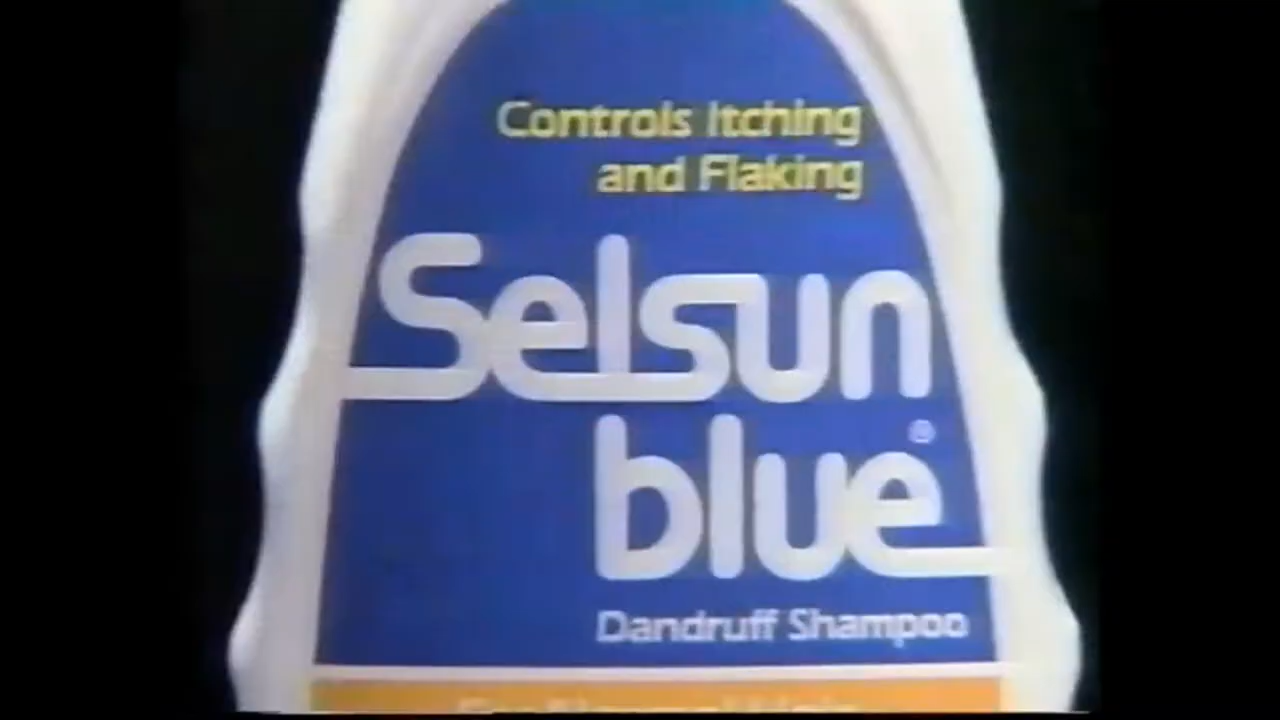 Controls Itching
and Flaking
Selsun
blue®
Dandruff Shampoo